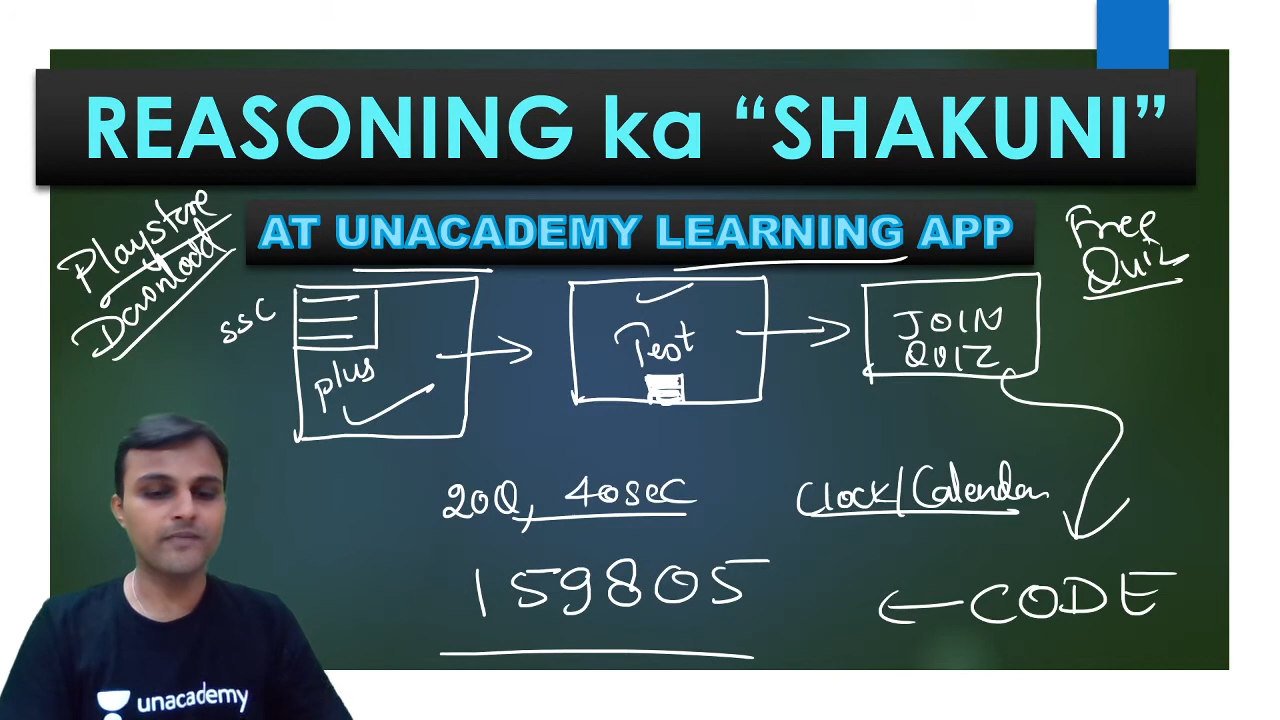 REASONING ka “SHAKUNI”
AT UNACADEMY LEARNING APP
Playstore
Download
Free
Quiz
SSC
plus
Test
JOIN
QUIZ
20Q, 40sec
Clock/Calendar
159805
CODE
unacademy